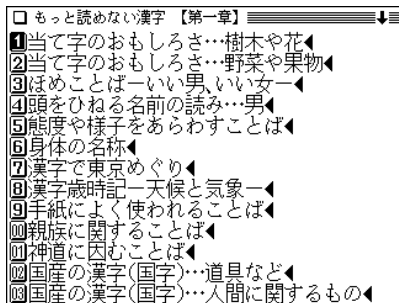 □ もっと読めない漢字 【第一章】
1当て字のおもしろさ…樹木や花◀
2当て字のおもしろさ…野菜や果物◀
3ほめことばーいい男、いい女ー◀
4頭をひねる名前の読み…男◀
5態度や様子をあらわすことば◀
6身体の名称◀
7漢字で東京めぐり◀
8漢字歳時記ー天候と気象ー◀
9手紙によく使われることば◀
00親族に関することば◀
01神道に因むことば◀
02国産の漢字(国字)…道具など◀
03国産の漢字(国字)…人間に関するもの◀